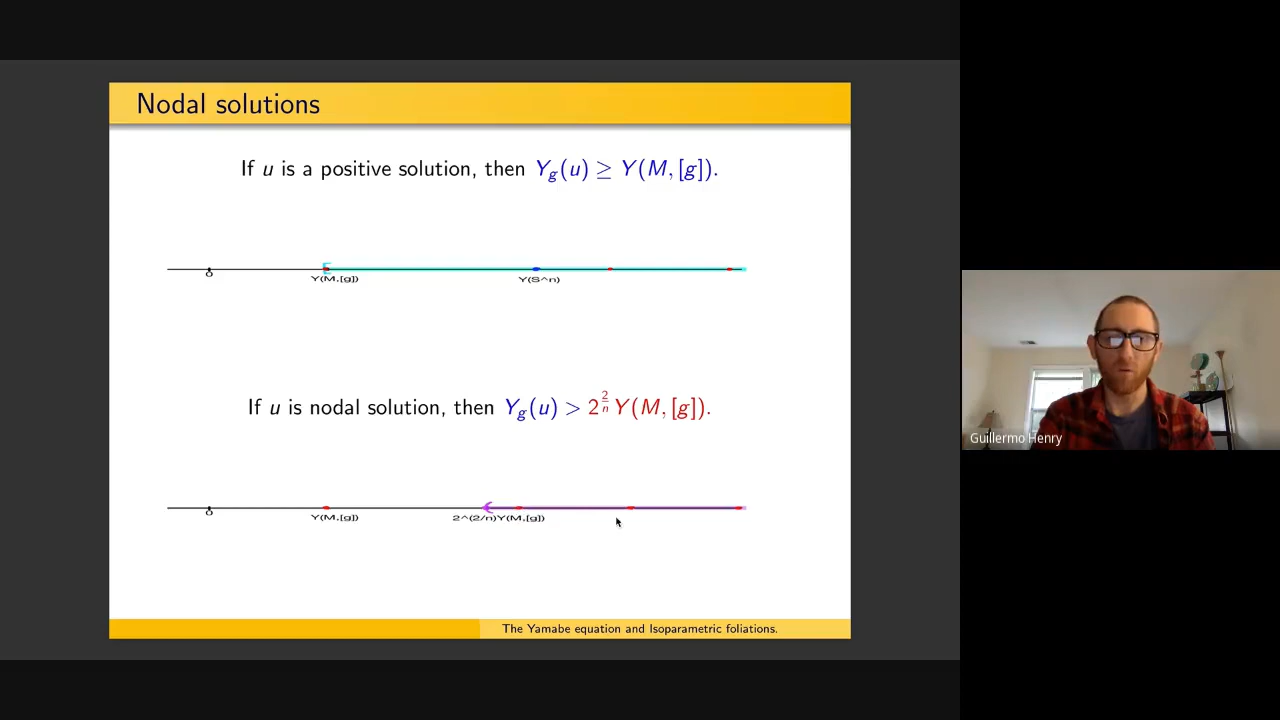 Nodal solutions
If u is a positive solution, then Y_g(u) ≥ Y(M, [g]).
0
Y(M,[g])
Y(S^n)
If u is nodal solution, then Y_g(u) > 2^{2/n} Y(M, [g]).
0
Y(M,[g])
2^(2/n)Y(M,[g])
The Yamabe equation and Isoparametric foliations.
Guillermo Henry